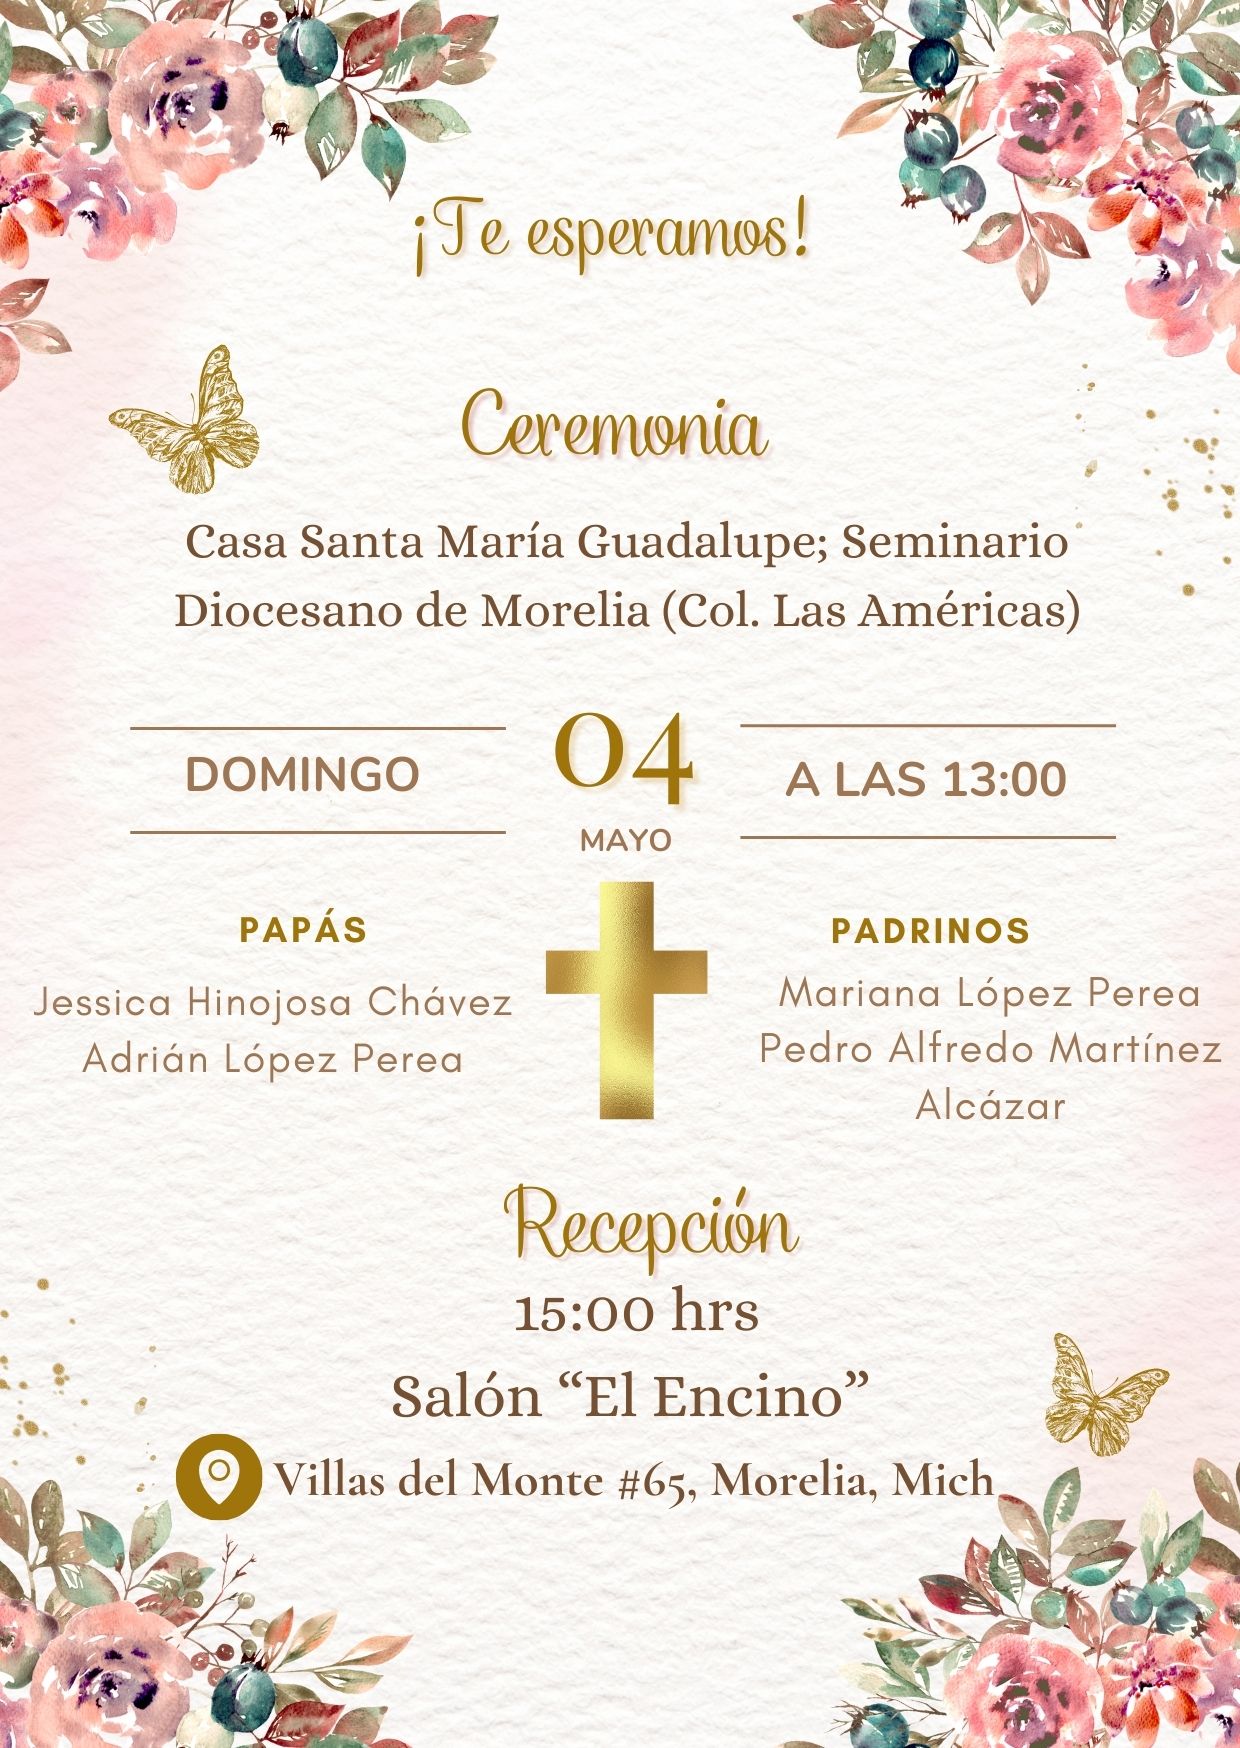 ¡Te esperamos!
Ceremonia
Casa Santa María Guadalupe; Seminario
Diocesano de Morelia (Col. Las Américas)
DOMINGO
04
MAYO
A LAS 13:00
PAPÁS
Jessica Hinojosa Chávez
Adrián López Perea
PADRINOS
Mariana López Perea
Pedro Alfredo Martínez
Alcázar
Recepción
15:00 hrs
Salón “El Encino”
Villas del Monte #65, Morelia, Mich